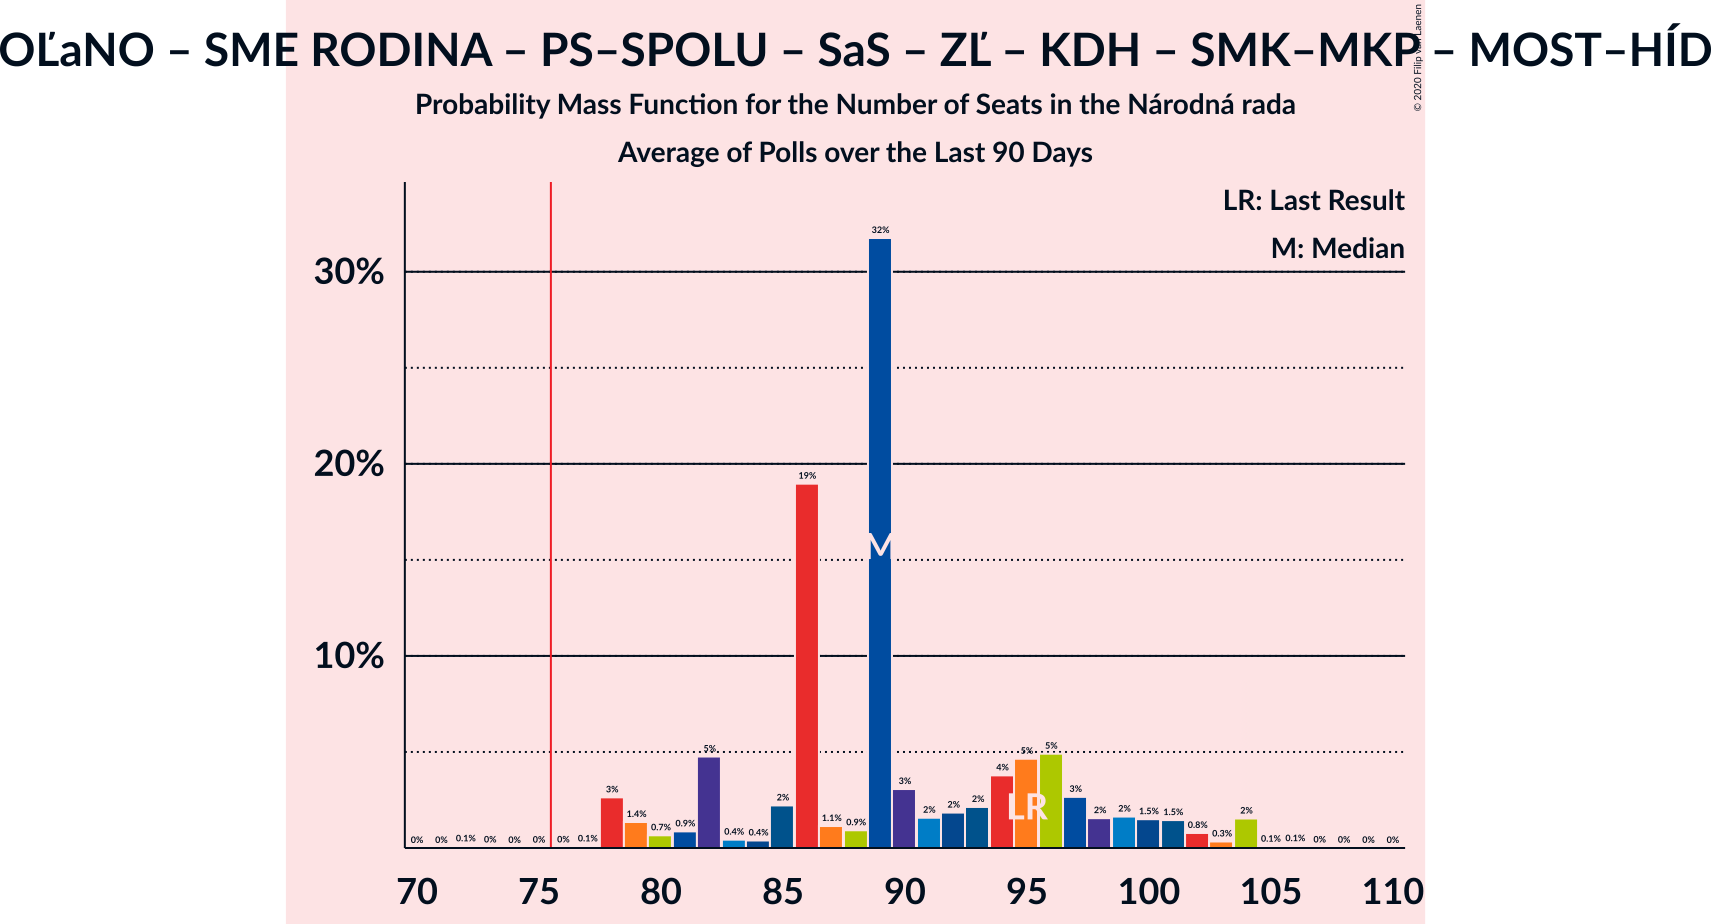 OĽaNO – SME RODINA – PS–SPOLU – SaS – ZĽ – KDH – SMK–MKP – MOST–HÍD
© 2020 Filip van Laenen
Probability Mass Function for the Number of Seats in the Národná rada
Average of Polls over the Last 90 Days
LR: Last Result
M: Median
30%
20%
10%
0% 0% 0.1% 0% 0% 0% 0% 0.1% 3% 1.4% 0.7% 0.9% 5% 0.4% 0.4% 2% 19% 1.1% 0.9% 32% 3% 2% 2% 2% 4% 5% 5% 3% 2% 2% 1.5% 1.5% 0.8% 0.3% 2% 0.1% 0.1% 0% 0% 0% 0%
M
LR
70 75 80 85 90 95 100 105 110